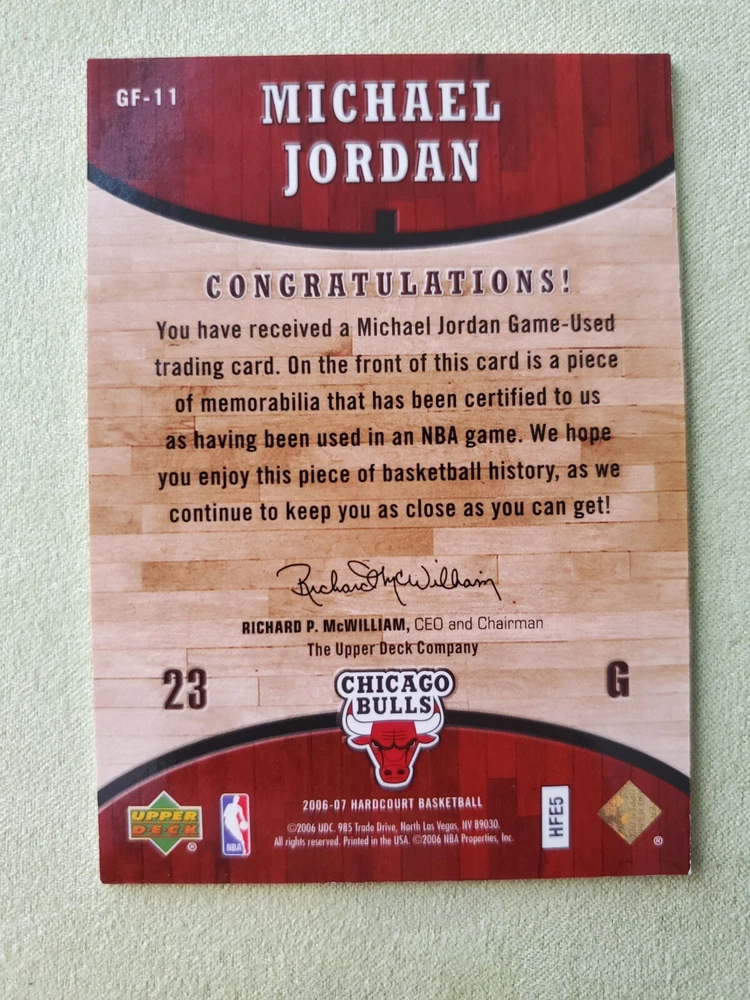 GF-11
MICHAEL
JORDAN
CONGRATULATIONS!
You have received a Michael Jordan Game-Used
trading card. On the front of this card is a piece
of memorabilia that has been certified to us
as having been used in an NBA game. We hope
you enjoy this piece of basketball history, as we
continue to keep you as close as you can get!
Richard P. McWilliam
RICHARD P. McWILLIAM, CEO and Chairman
The Upper Deck Company
23
G
CHICAGO
BULLS
2006-07 HARDCOURT BASKETBALL
UPPER
DECK
®
NBA
©2006 UDC. 985 Trade Drive, North Las Vegas, NV 89030.
All rights reserved. Printed in the USA. ©2006 NBA Properties, Inc.
HFE5
®